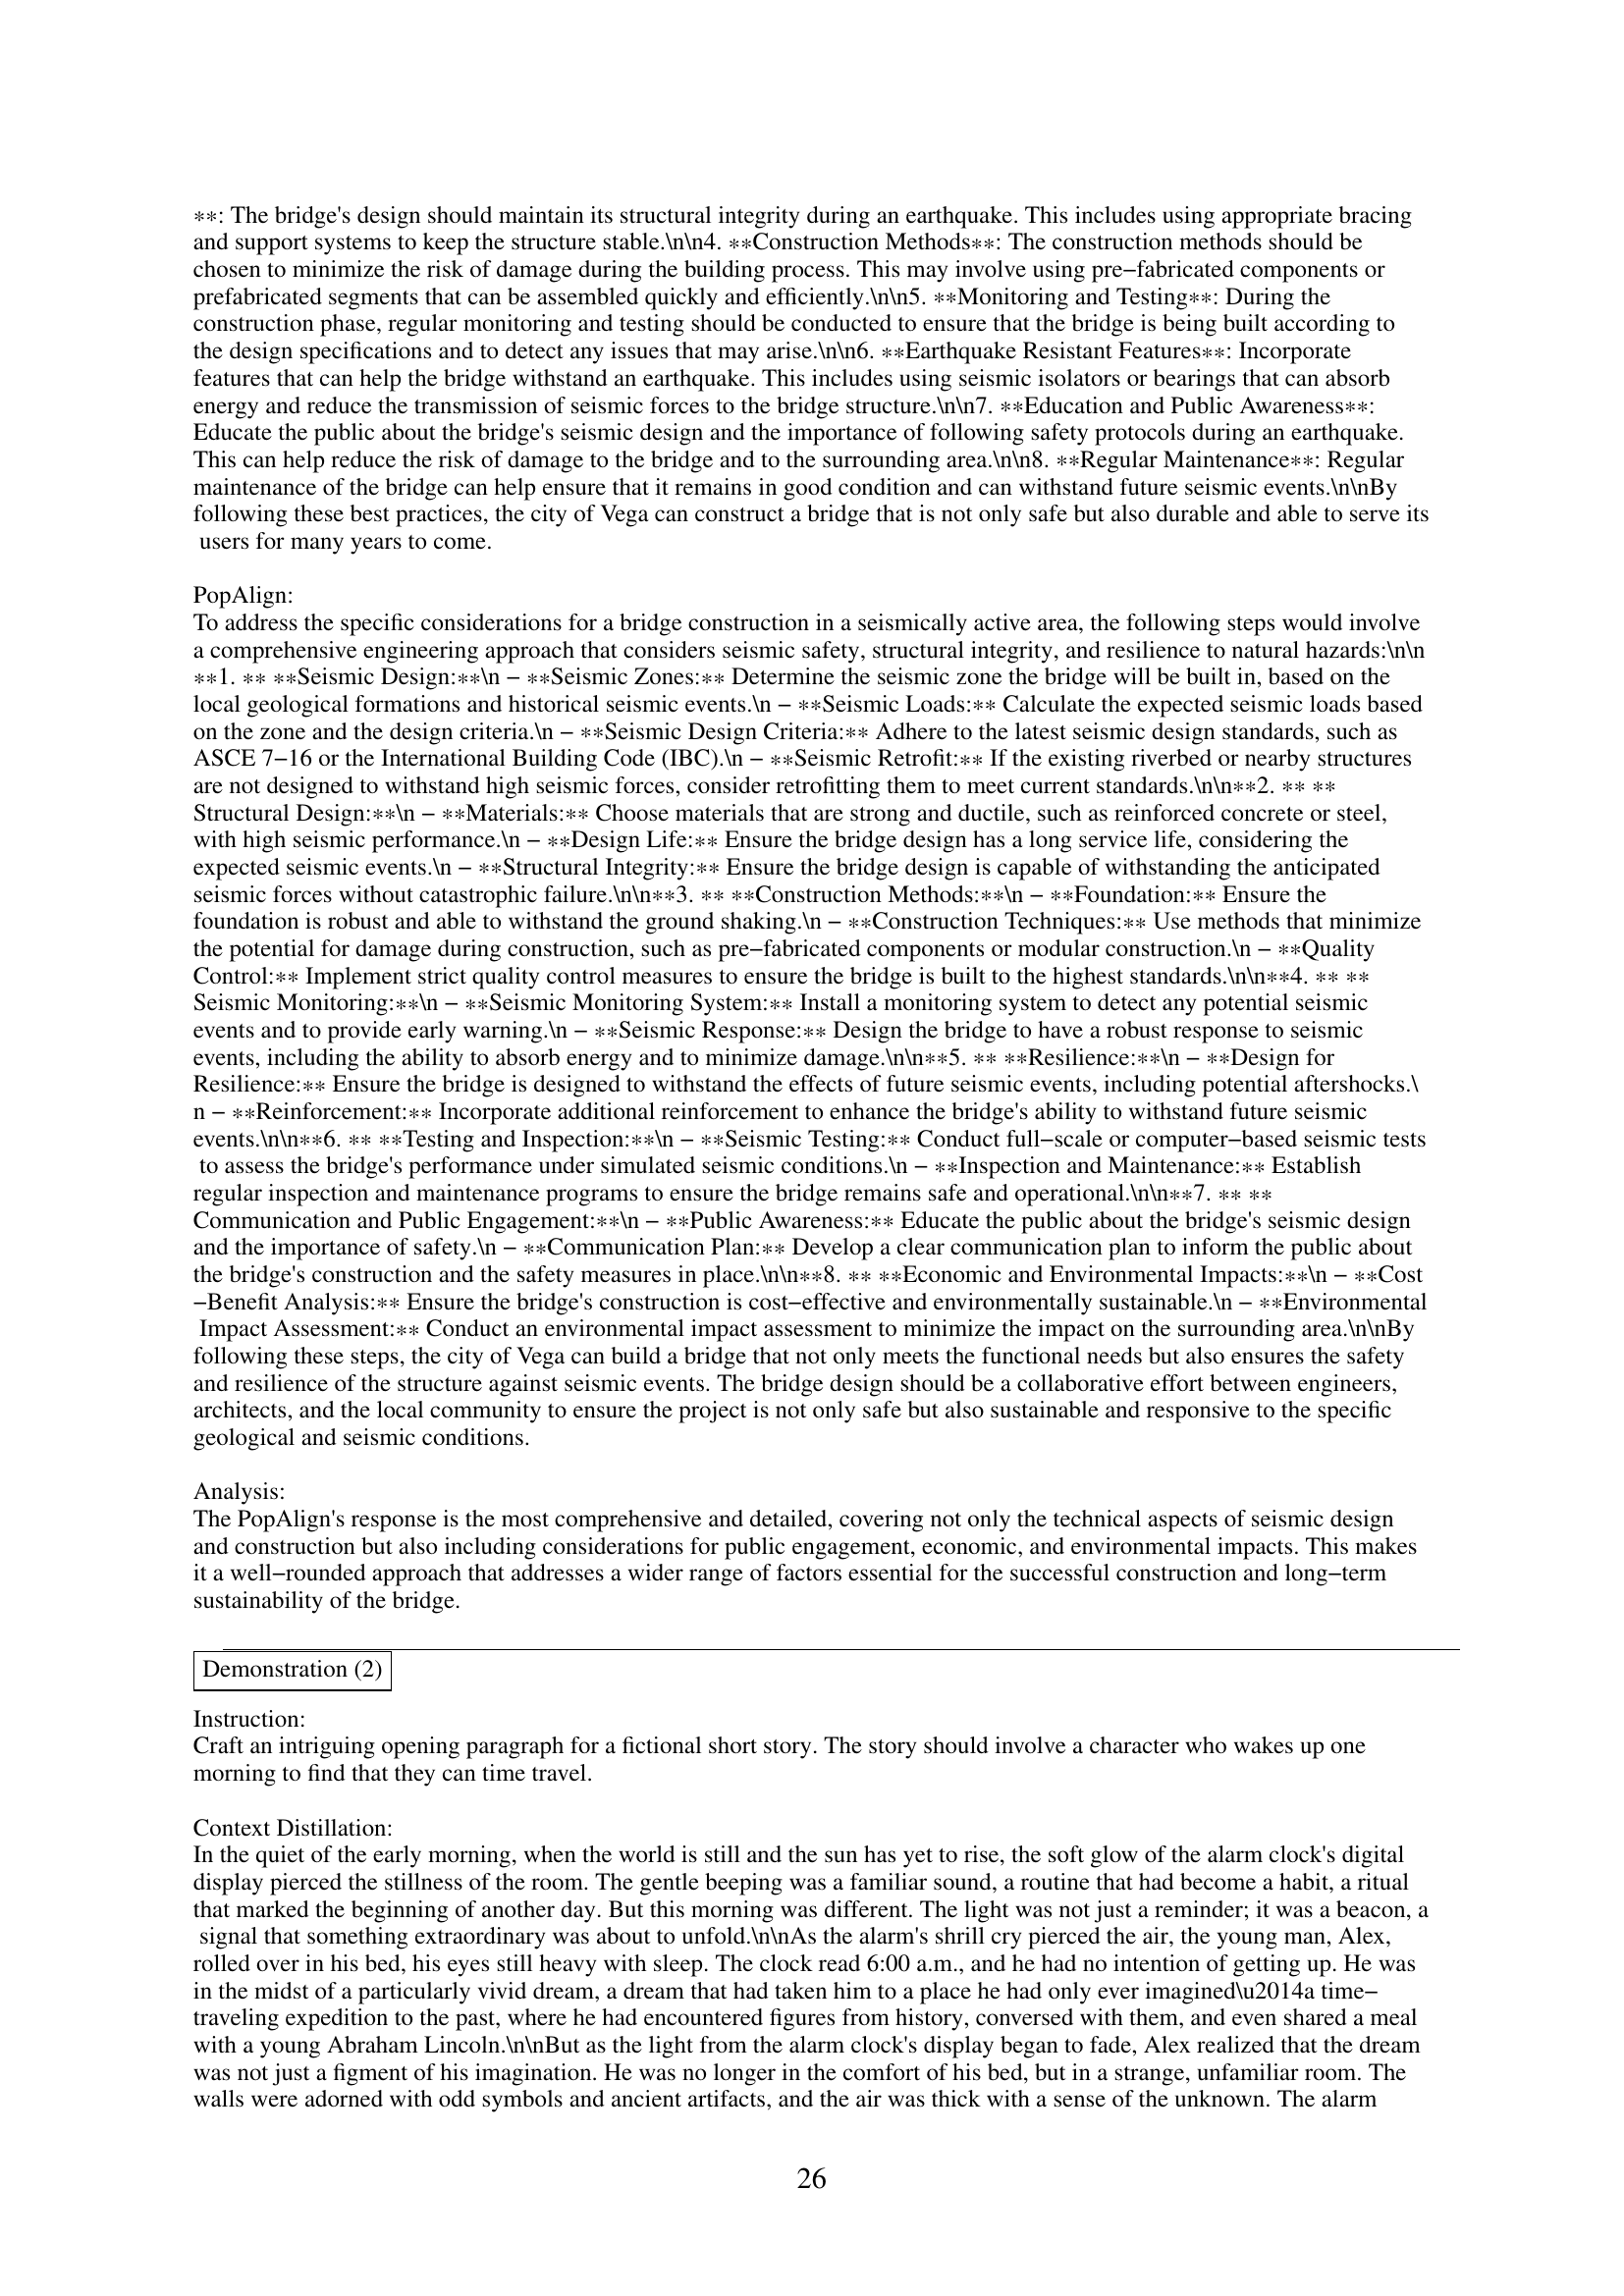 **: The bridge's design should maintain its structural integrity during an earthquake. This includes using appropriate bracing
and support systems to keep the structure stable.\n\n4. **Construction Methods**: The construction methods should be
chosen to minimize the risk of damage during the building process. This may involve using pre−fabricated components or
prefabricated segments that can be assembled quickly and efficiently.\n\n5. **Monitoring and Testing**: During the
construction phase, regular monitoring and testing should be conducted to ensure that the bridge is being built according to
the design specifications and to detect any issues that may arise.\n\n6. **Earthquake Resistant Features**: Incorporate
features that can help the bridge withstand an earthquake. This includes using seismic isolators or bearings that can absorb
energy and reduce the transmission of seismic forces to the bridge structure.\n\n7. **Education and Public Awareness**:
Educate the public about the bridge's seismic design and the importance of following safety protocols during an earthquake.
This can help reduce the risk of damage to the bridge and to the surrounding area.\n\n8. **Regular Maintenance**: Regular
maintenance of the bridge can help ensure that it remains in good condition and can withstand future seismic events.\n\nBy
following these best practices, the city of Vega can construct a bridge that is not only safe but also durable and able to serve its
users for many years to come.
PopAlign:
To address the specific considerations for a bridge construction in a seismically active area, the following steps would involve
a comprehensive engineering approach that considers seismic safety, structural integrity, and resilience to natural hazards:\n\n
**1. ** **Seismic Design:**\n − **Seismic Zones:** Determine the seismic zone the bridge will be built in, based on the
local geological formations and historical seismic events.\n − **Seismic Loads:** Calculate the expected seismic loads based
on the zone and the design criteria.\n − **Seismic Design Criteria:** Adhere to the latest seismic design standards, such as
ASCE 7−16 or the International Building Code (IBC).\n − **Seismic Retrofit:** If the existing riverbed or nearby structures
are not designed to withstand high seismic forces, consider retrofitting them to meet current standards.\n\n**2. ** **
Structural Design:**\n − **Materials:** Choose materials that are strong and ductile, such as reinforced concrete or steel,
with high seismic performance.\n − **Design Life:** Ensure the bridge design has a long service life, considering the
expected seismic events.\n − **Structural Integrity:** Ensure the bridge design is capable of withstanding the anticipated
seismic forces without catastrophic failure.\n\n**3. ** **Construction Methods:**\n − **Foundation:** Ensure the
foundation is robust and able to withstand the ground shaking.\n − **Construction Techniques:** Use methods that minimize
the potential for damage during construction, such as pre−fabricated components or modular construction.\n − **Quality
Control:** Implement strict quality control measures to ensure the bridge is built to the highest standards.\n\n**4. ** **
Seismic Monitoring:**\n − **Seismic Monitoring System:** Install a monitoring system to detect any potential seismic
events and to provide early warning.\n − **Seismic Response:** Design the bridge to have a robust response to seismic
events, including the ability to absorb energy and to minimize damage.\n\n**5. ** **Resilience:**\n − **Design for
Resilience:** Ensure the bridge is designed to withstand the effects of future seismic events, including potential aftershocks.\
n − **Reinforcement:** Incorporate additional reinforcement to enhance the bridge's ability to withstand future seismic
events.\n\n**6. ** **Testing and Inspection:**\n − **Seismic Testing:** Conduct full−scale or computer−based seismic tests
to assess the bridge's performance under simulated seismic conditions.\n − **Inspection and Maintenance:** Establish
regular inspection and maintenance programs to ensure the bridge remains safe and operational.\n\n**7. ** **
Communication and Public Engagement:**\n − **Public Awareness:** Educate the public about the bridge's seismic design
and the importance of safety.\n − **Communication Plan:** Develop a clear communication plan to inform the public about
the bridge's construction and the safety measures in place.\n\n**8. ** **Economic and Environmental Impacts:**\n − **Cost
−Benefit Analysis:** Ensure the bridge's construction is cost−effective and environmentally sustainable.\n − **Environmental
Impact Assessment:** Conduct an environmental impact assessment to minimize the impact on the surrounding area.\n\nBy
following these steps, the city of Vega can build a bridge that not only meets the functional needs but also ensures the safety
and resilience of the structure against seismic events. The bridge design should be a collaborative effort between engineers,
architects, and the local community to ensure the project is not only safe but also sustainable and responsive to the specific
geological and seismic conditions.
Analysis:
The PopAlign's response is the most comprehensive and detailed, covering not only the technical aspects of seismic design
and construction but also including considerations for public engagement, economic, and environmental impacts. This makes
it a well−rounded approach that addresses a wider range of factors essential for the successful construction and long−term
sustainability of the bridge.
Demonstration (2)
Instruction:
Craft an intriguing opening paragraph for a fictional short story. The story should involve a character who wakes up one
morning to find that they can time travel.
Context Distillation:
In the quiet of the early morning, when the world is still and the sun has yet to rise, the soft glow of the alarm clock's digital
display pierced the stillness of the room. The gentle beeping was a familiar sound, a routine that had become a habit, a ritual
that marked the beginning of another day. But this morning was different. The light was not just a reminder; it was a beacon, a
signal that something extraordinary was about to unfold.\n\nAs the alarm's shrill cry pierced the air, the young man, Alex,
rolled over in his bed, his eyes still heavy with sleep. The clock read 6:00 a.m., and he had no intention of getting up. He was
in the midst of a particularly vivid dream, a dream that had taken him to a place he had only ever imagined\u2014a time−
traveling expedition to the past, where he had encountered figures from history, conversed with them, and even shared a meal
with a young Abraham Lincoln.\n\nBut as the light from the alarm clock's display began to fade, Alex realized that the dream
was not just a figment of his imagination. He was no longer in the comfort of his bed, but in a strange, unfamiliar room. The
walls were adorned with odd symbols and ancient artifacts, and the air was thick with a sense of the unknown. The alarm
26